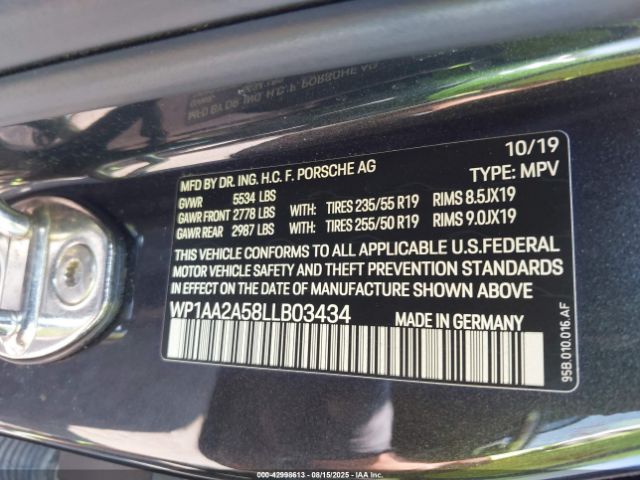 MFD BY DR. ING. H.C. F. PORSCHE AG
10/19
GVWR 5534 LBS
TYPE: MPV
GAWR FRONT 2778 LBS WITH: TIRES 235/55 R19 RIMS 8.5JX19
GAWR REAR 2987 LBS WITH: TIRES 255/50 R19 RIMS 9.0JX19
THIS VEHICLE CONFORMS TO ALL APPLICABLE U.S.FEDERAL
MOTOR VEHICLE SAFETY AND THEFT PREVENTION STANDARDS
IN EFFECT ON THE DATE OF MANUFACTURE SHOWN ABOVE
WP1AA2A58LLB03434
MADE IN GERMANY
95B.010.016.AF
000-42998613 - 08/15/2025 - IAAI.com